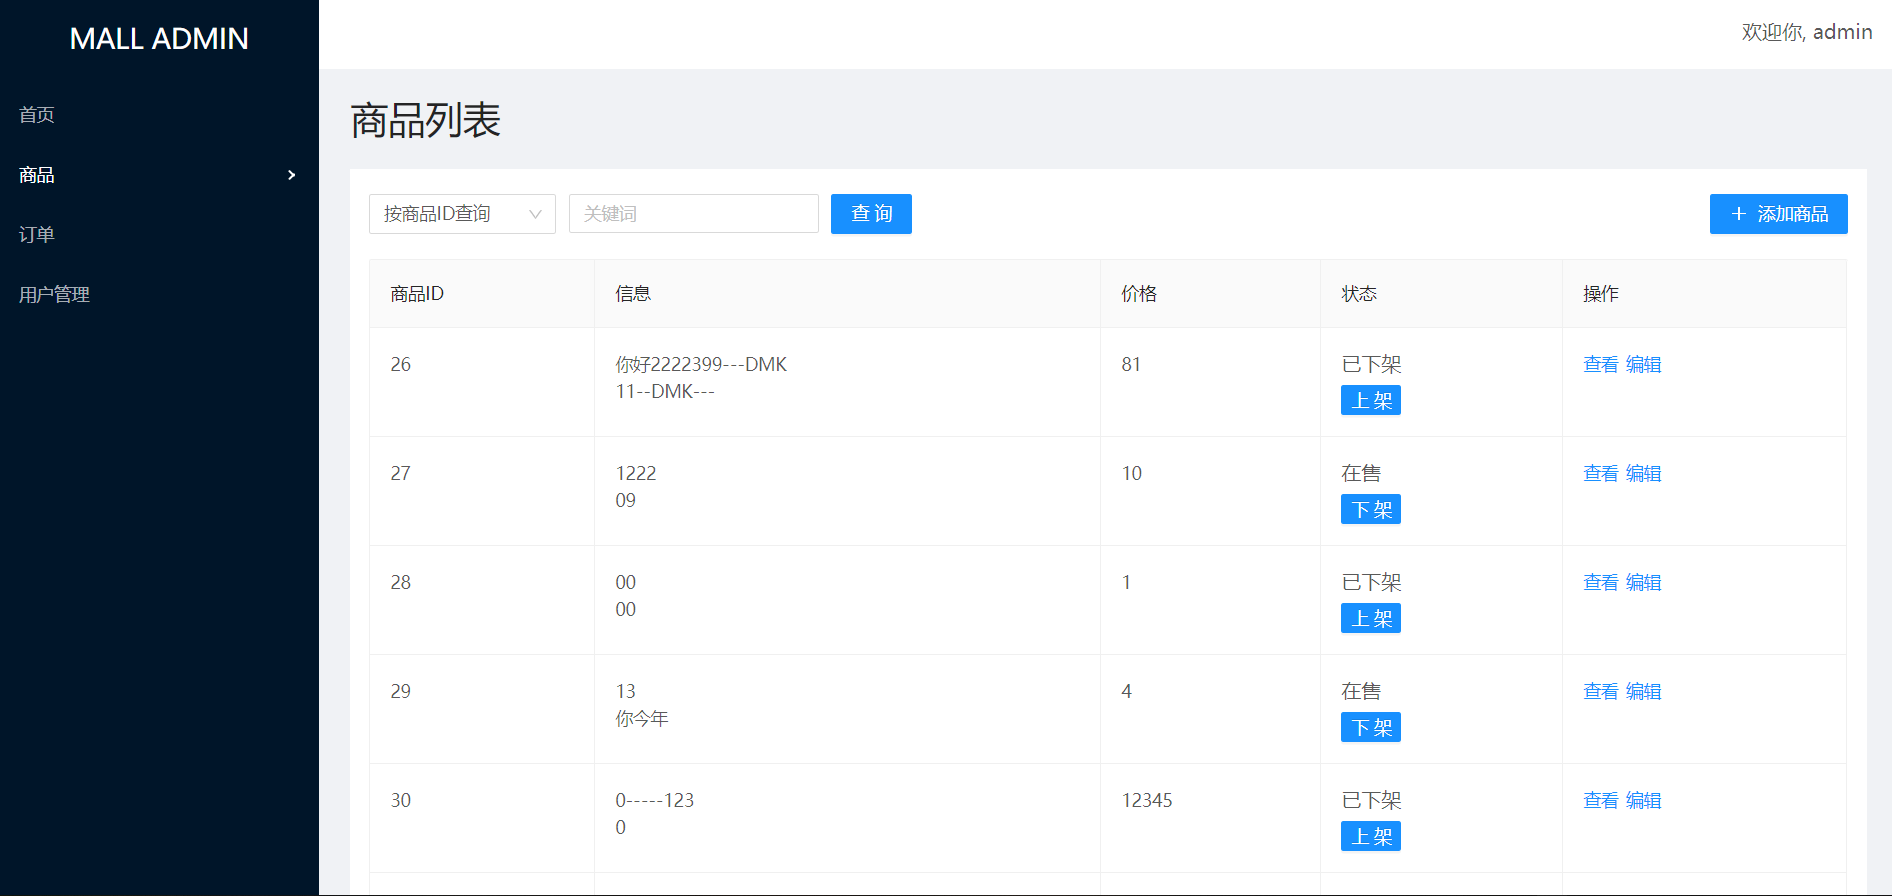 MALL ADMIN
欢迎你, admin
首页
商品
订单
用户管理
商品列表
按商品ID查询 关键词 查 询 添加商品
商品ID 信息 价格 状态 操作
26 你好2222399---DMK 81 已下架 查看 编辑
11--DMK--- 上 架
27 1222 10 在售 查看 编辑
09 下 架
28 00 1 已下架 查看 编辑
00 上 架
29 13 4 在售 查看 编辑
你今年 下 架
30 0-----123 12345 已下架 查看 编辑
0 上 架